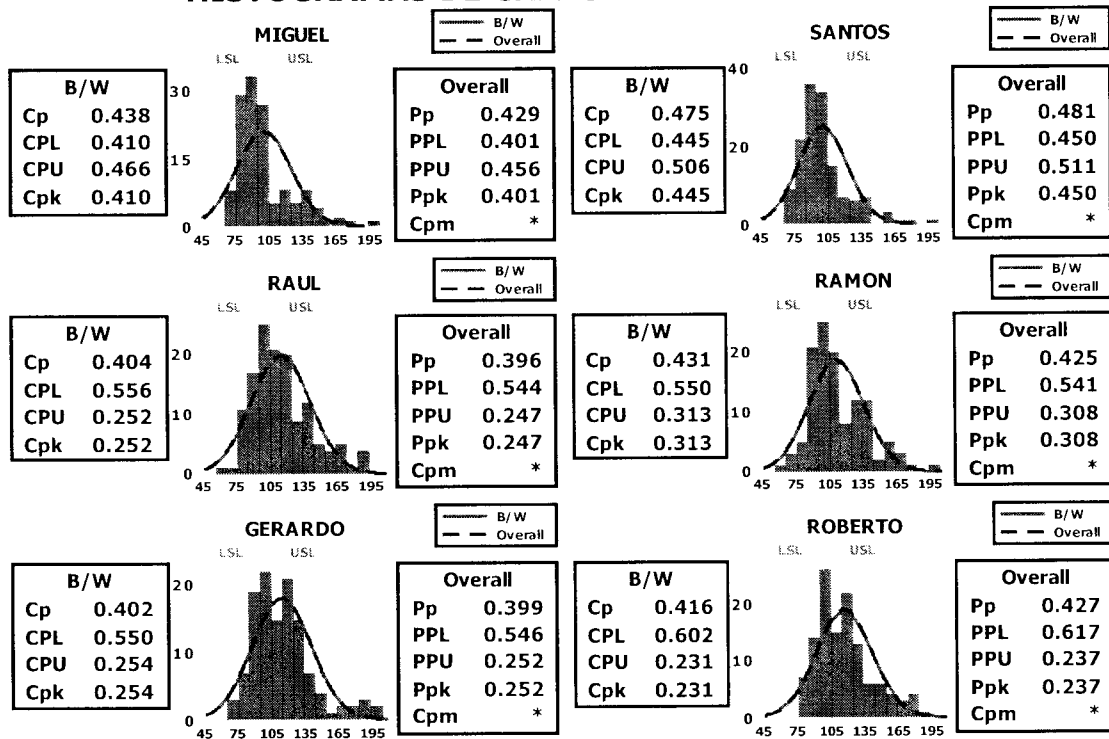 MIGUEL
B/W
Overall
LSL USL
B/W
Cp 0.438
CPL 0.410
CPU 0.466
Cpk 0.410
30
15
0
45 75 105 135 165 195
Overall
Pp 0.429
PPL 0.401
PPU 0.456
Ppk 0.401
Cpm *
SANTOS
B/W
Overall
LSL USL
B/W
Cp 0.475
CPL 0.445
CPU 0.506
Cpk 0.445
40
20
0
45 75 105 135 165 195
Overall
Pp 0.481
PPL 0.450
PPU 0.511
Ppk 0.450
Cpm *
RAUL
B/W
Overall
LSL USL
B/W
Cp 0.404
CPL 0.556
CPU 0.252
Cpk 0.252
20
10
0
45 75 105 135 165 195
Overall
Pp 0.396
PPL 0.544
PPU 0.247
Ppk 0.247
Cpm *
RAMON
B/W
Overall
LSL USL
B/W
Cp 0.431
CPL 0.550
CPU 0.313
Cpk 0.313
20
10
0
45 75 105 135 165 195
Overall
Pp 0.425
PPL 0.541
PPU 0.308
Ppk 0.308
Cpm *
GERARDO
B/W
Overall
LSL USL
B/W
Cp 0.402
CPL 0.550
CPU 0.254
Cpk 0.254
20
10
0
45 75 105 135 165 195
Overall
Pp 0.399
PPL 0.546
PPU 0.252
Ppk 0.252
Cpm *
ROBERTO
B/W
Overall
LSL USL
B/W
Cp 0.416
CPL 0.602
CPU 0.231
Cpk 0.231
20
10
0
45 75 105 135 165 195
Overall
Pp 0.427
PPL 0.617
PPU 0.237
Ppk 0.237
Cpm *